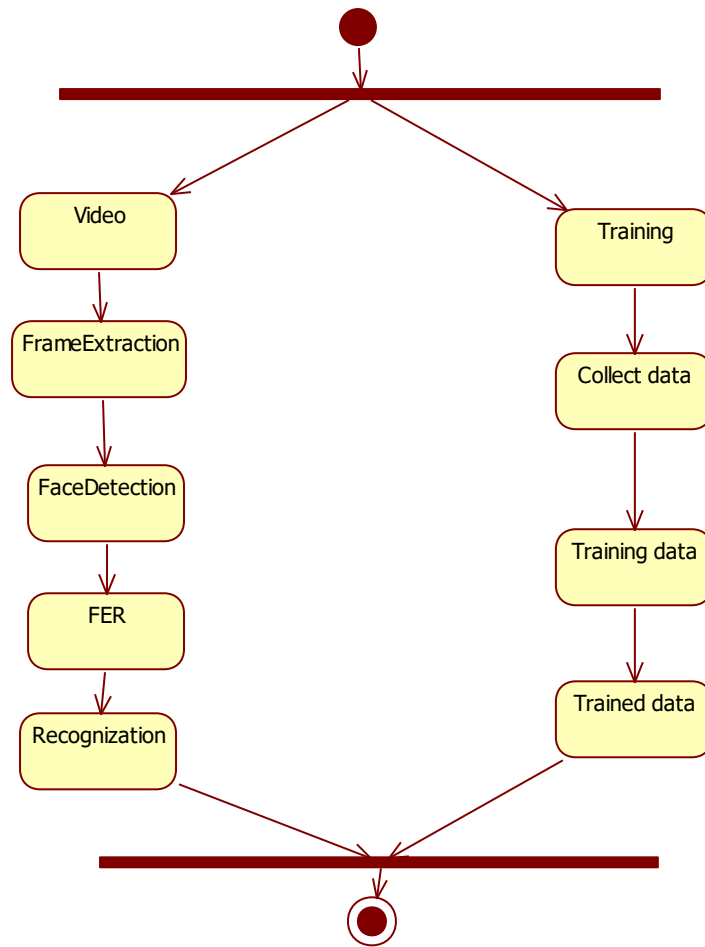 Video
Training
FrameExtraction
Collect data
FaceDetection
Training data
FER
Trained data
Recognization